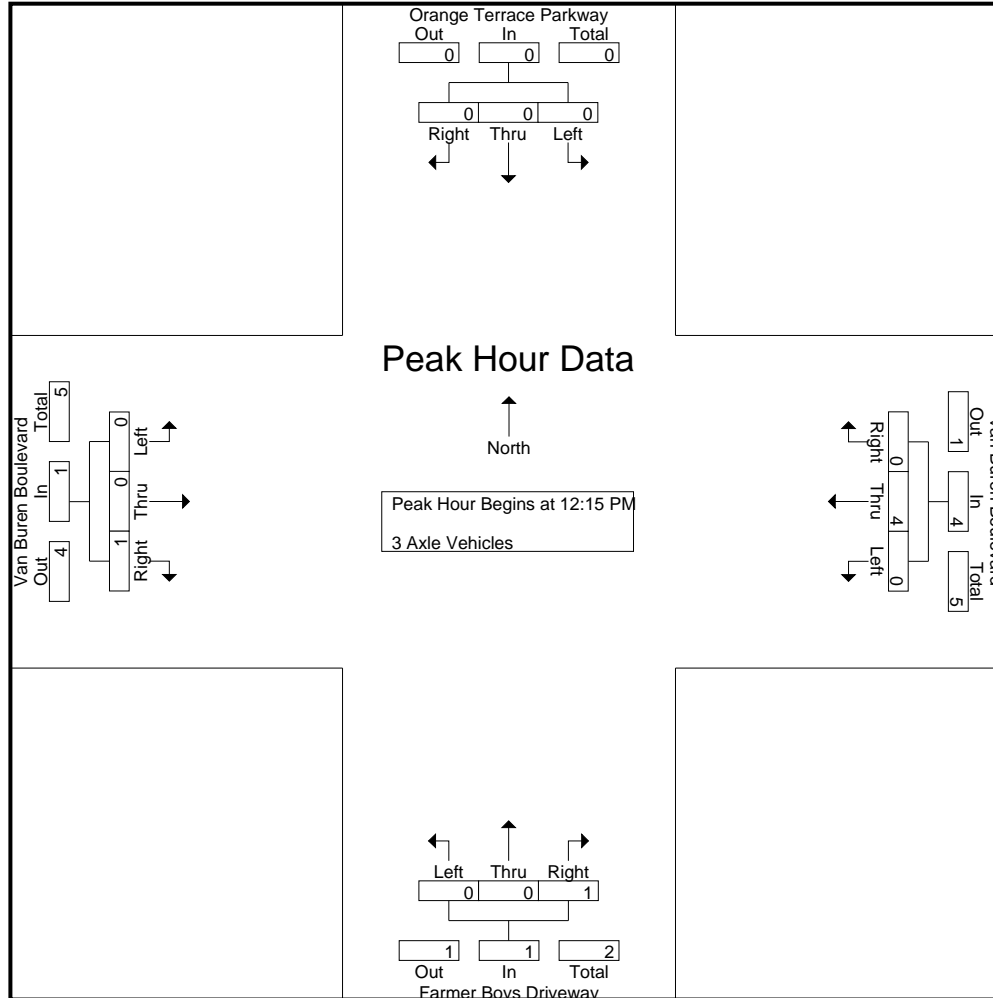 Orange Terrace Parkway
Out In Total
0 0 0
0 0 0
Right Thru Left
Peak Hour Data
North
Peak Hour Begins at 12:15 PM
3 Axle Vehicles
Van Buren Boulevard
Total In Out
5 1 4
0 0 1
Left Thru Right
Right Thru Left
0 4 0
1 4 5
Out In Total
Van Buren Boulevard
Left Thru Right
0 0 1
1 1 2
Out In Total
Farmer Boys Driveway